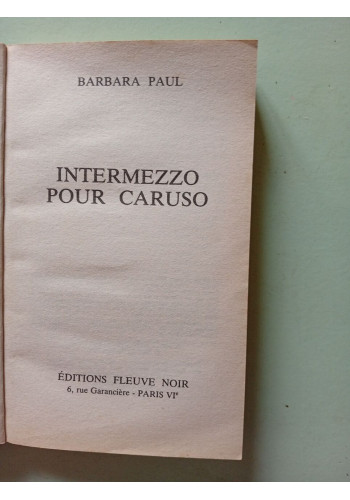 BARBARA PAUL
INTERMEZZO
POUR CARUSO
ÉDITIONS FLEUVE NOIR
6, rue Garancière - PARIS VIᵉ